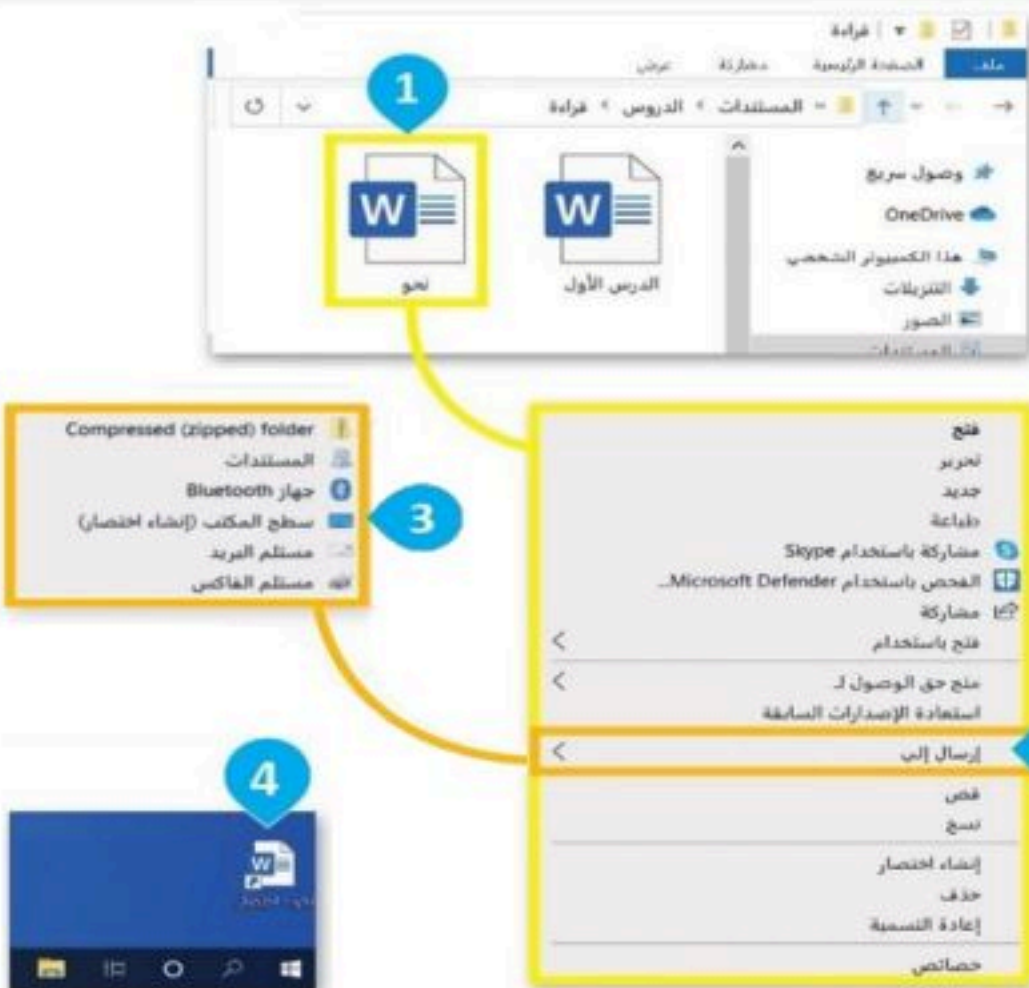 قراءة
ملف الصفحة الرئيسية مشاركة عرض
المستندات > الدروس > قراءة
1
وصول سريع
OneDrive
هذا الكمبيوتر الشخصي
التنزيلات
الصور
المستندات
W
W
الدرس الأول
نحو
فتح
تحرير
جديد
طباعة
مشاركة باستخدام Skype
الفحص باستخدام Microsoft Defender...
مشاركة
فتح باستخدام
منح حق الوصول لـ
استعادة الإصدارات السابقة
إرسال إلى
قص
نسخ
إنشاء اختصار
حذف
إعادة التسمية
خصائص
Compressed (zipped) folder
المستندات
جهاز Bluetooth
سطح المكتب (إنشاء اختصار)
مستلم البريد
مستلم الفاكس
3
4
W